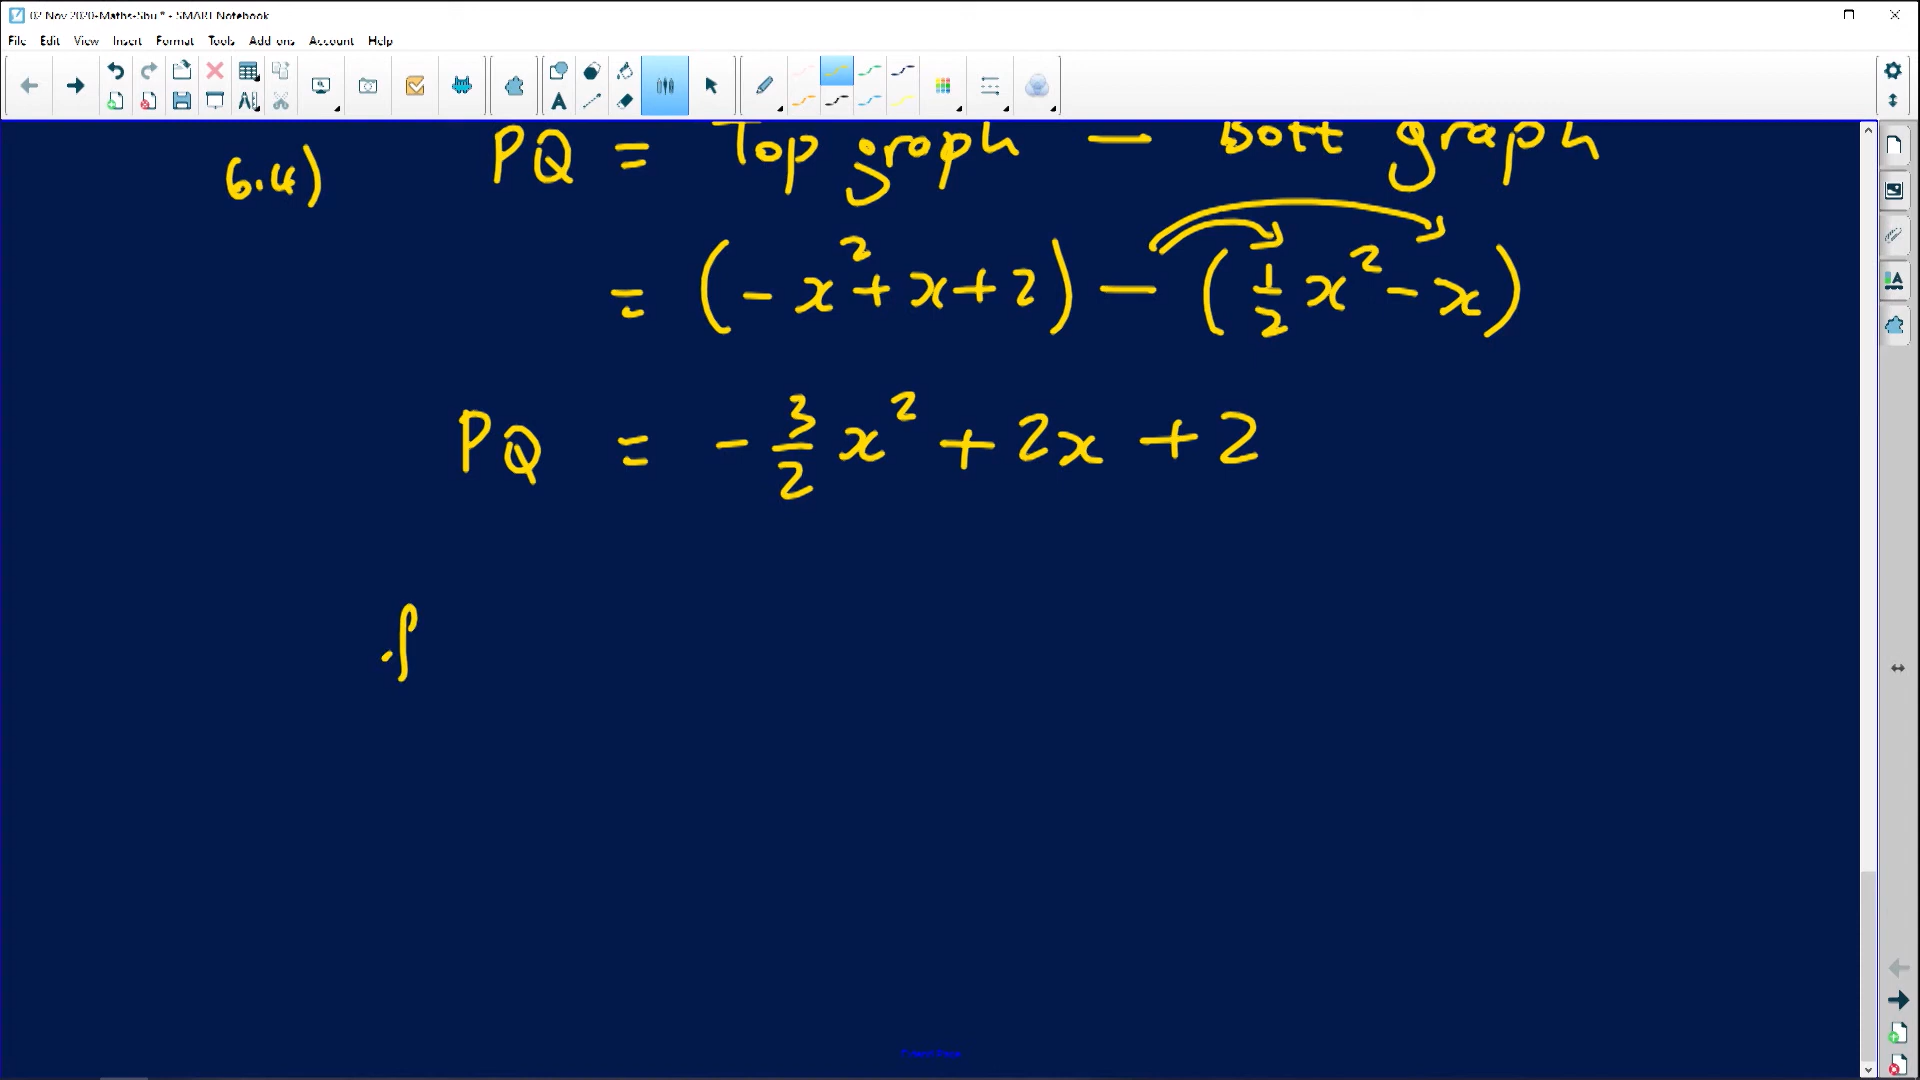 02 Nov 2020-Maths-Sbu * - SMART Notebook
File Edit View Insert Format Tools Add-ons Account Help
6.4) PQ = Top graph — Bott graph
= (-x²+x+2) — (½x²-x)
PQ = -3/2 x² + 2x + 2
f